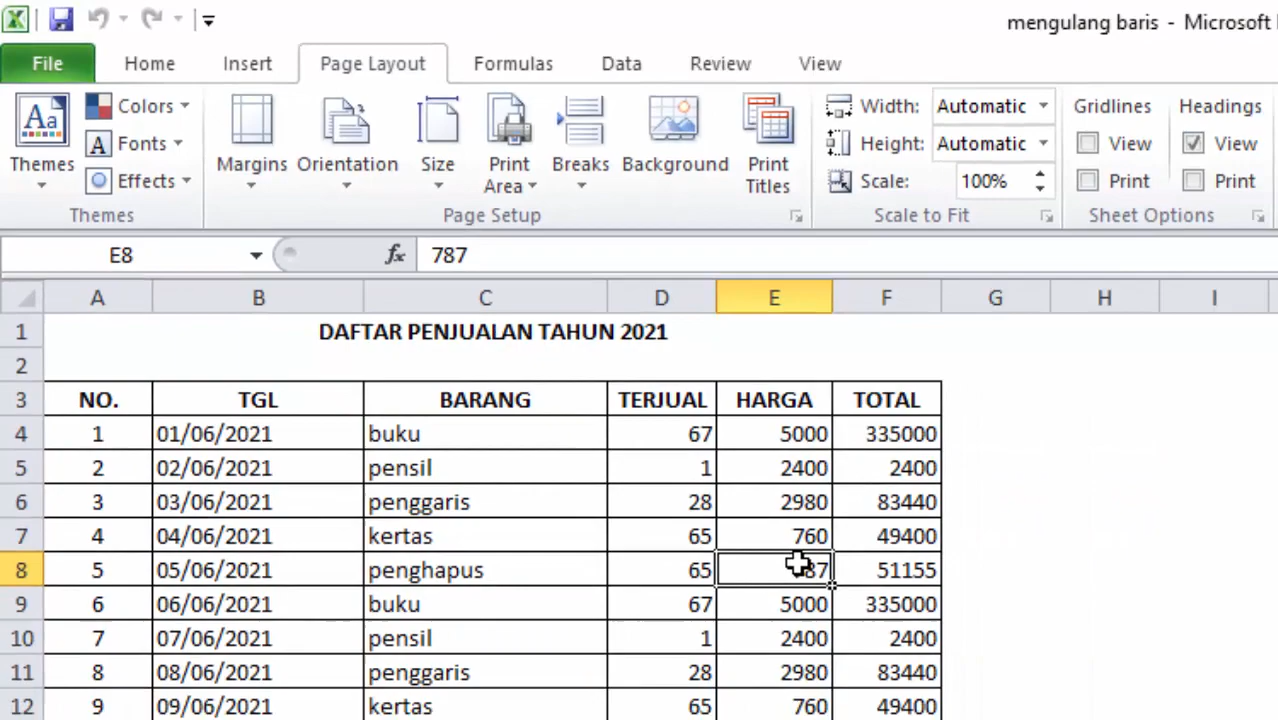 mengulang baris - Microsoft
File Home Insert Page Layout Formulas Data Review View
Colors Width: Automatic Gridlines Headings
Aa Fonts Height: Automatic View View
Themes Effects Margins Orientation Size Print Area Breaks Background Print Titles Scale: 100% Print Print
Themes Page Setup Scale to Fit Sheet Options
E8 fx 787
A B C D E F G H I
1 DAFTAR PENJUALAN TAHUN 2021
2
3 NO. TGL BARANG TERJUAL HARGA TOTAL
4 1 01/06/2021 buku 67 5000 335000
5 2 02/06/2021 pensil 1 2400 2400
6 3 03/06/2021 penggaris 28 2980 83440
7 4 04/06/2021 kertas 65 760 49400
8 5 05/06/2021 penghapus 65 87 51155
9 6 06/06/2021 buku 67 5000 335000
10 7 07/06/2021 pensil 1 2400 2400
11 8 08/06/2021 penggaris 28 2980 83440
12 9 09/06/2021 kertas 65 760 49400